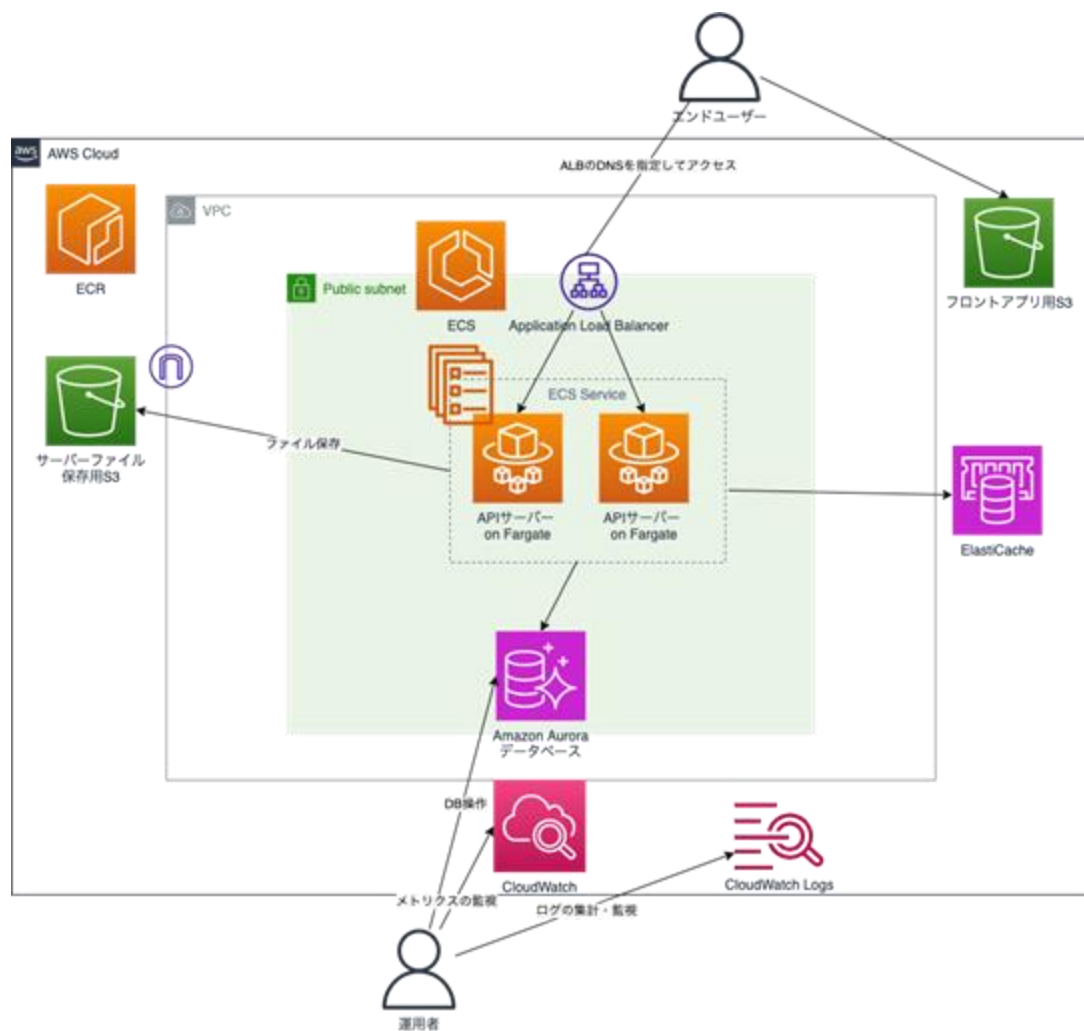 エンドユーザー
aws
AWS Cloud
ALBのDNSを指定してアクセス
VPC
ECR
Public subnet
ECS
Application Load Balancer
フロントアプリ用S3
ECS Service
ファイル保存
サーバーファイル
保存用S3
APIサーバー
on Fargate
APIサーバー
on Fargate
ElastiCache
Amazon Aurora
データベース
DB操作
CloudWatch
CloudWatch Logs
メトリクスの監視
ログの集計・監視
運用者